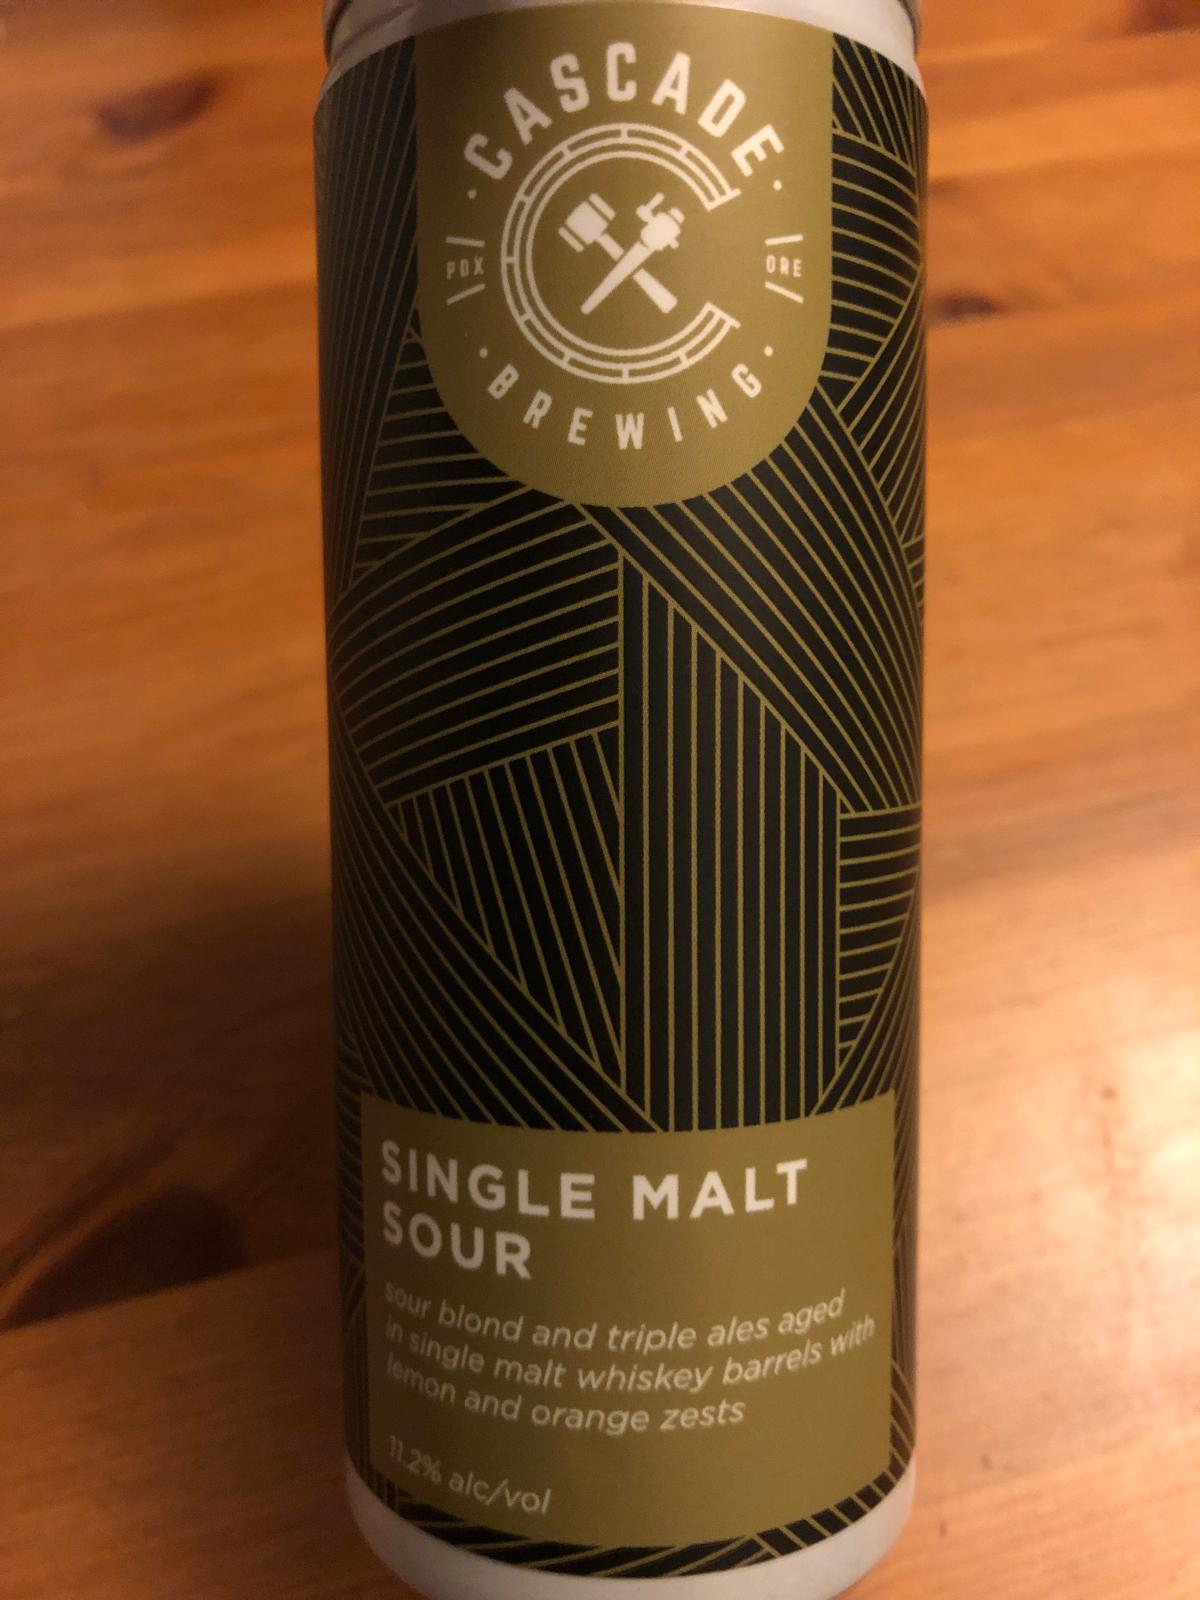 CASCADE
PDX
ORE
BREWING
SINGLE MALT
SOUR
sour blond and triple ales aged
in single malt whiskey barrels with
lemon and orange zests
11.2% alc/vol